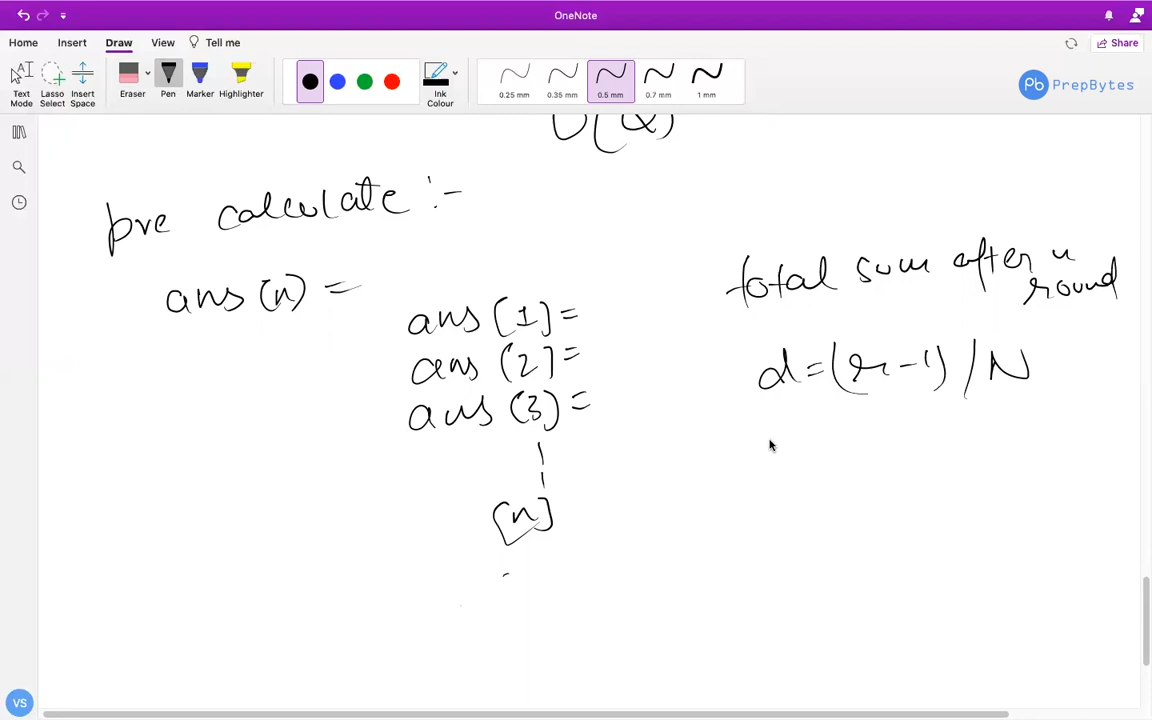 OneNote
Home Insert Draw View Tell me
Share
Text Mode
Lasso Select
Insert Space
Eraser
Pen
Marker
Highlighter
Ink Colour
0.25 mm
0.35 mm
0.5 mm
0.7 mm
1 mm
Pb PrepBytes
O(Q)
pre calculate :-
ans(n) =
total sum after
round
ans[1] =
ans[2] =
ans(3) =
d = (r-1)/N
[n]
VS